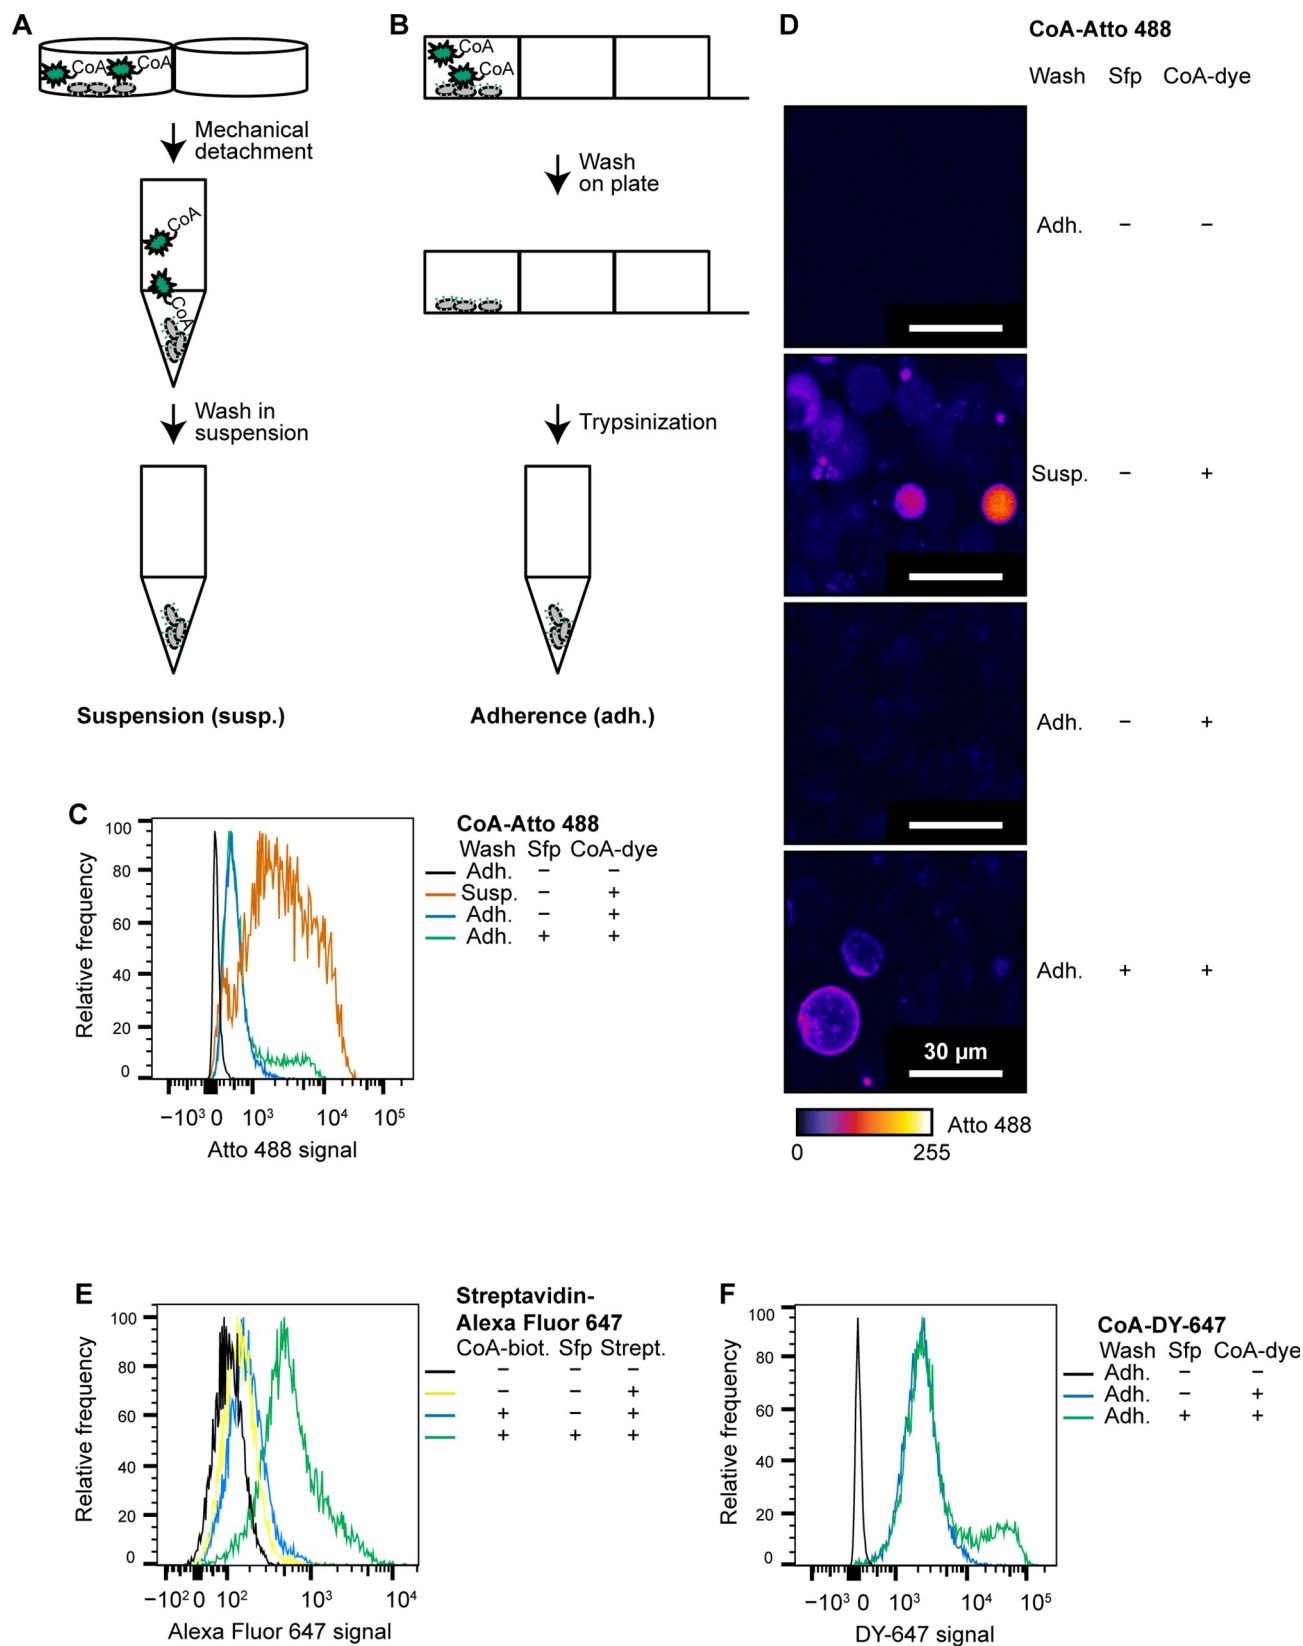 A
CoA
CoA
Mechanical
detachment
CoA
CoA
Wash in
suspension
Suspension (susp.)
B
CoA
CoA
Wash
on plate
Trypsinization
Adherence (adh.)
C
100
80
60
40
20
0
Relative frequency
−10³ 0 10³ 10⁴ 10⁵
Atto 488 signal
CoA-Atto 488
Wash Sfp CoA-dye
Adh. − −
Susp. − +
Adh. − +
Adh. + +
D
CoA-Atto 488
Wash Sfp CoA-dye
Adh. − −
Susp. − +
Adh. − +
Adh. + +
30 µm
Atto 488
0 255
E
100
80
60
40
20
0
Relative frequency
−10² 0 10² 10³ 10⁴
Alexa Fluor 647 signal
Streptavidin-
Alexa Fluor 647
CoA-biot. Sfp Strept.
− − −
− − +
+ − +
+ + +
F
100
80
60
40
20
0
Relative frequency
−10³ 0 10³ 10⁴ 10⁵
DY-647 signal
CoA-DY-647
Wash Sfp CoA-dye
Adh. − −
Adh. − +
Adh. + +